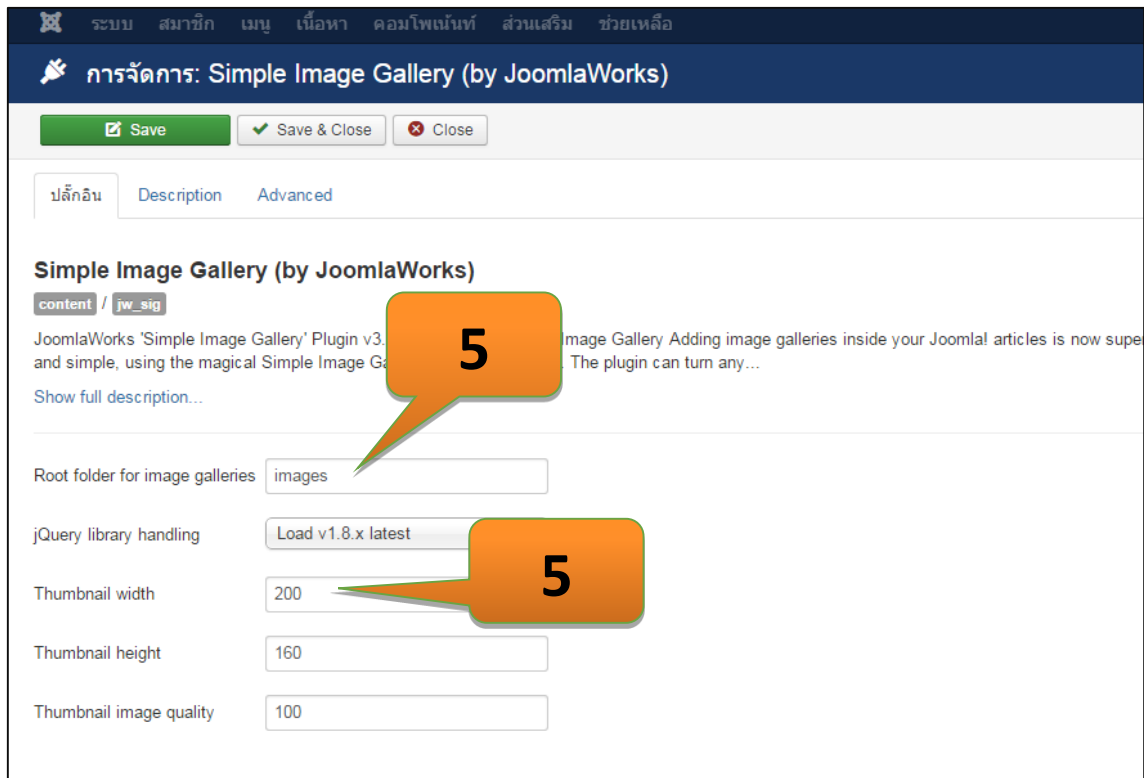 ระบบ สมาชิก เมนู เนื้อหา คอมโพเน้นท์ ส่วนเสริม ช่วยเหลือ
การจัดการ: Simple Image Gallery (by JoomlaWorks)
Save Save & Close Close
ปลั๊กอิน Description Advanced
Simple Image Gallery (by JoomlaWorks)
content / jw_sig
JoomlaWorks 'Simple Image Gallery' Plugin v3. Image Gallery Adding image galleries inside your Joomla! articles is now
and simple, using the magical Simple Image The plugin can turn any...
5
Show full description...
Root folder for image galleries images
jQuery library handling Load v1.8.x latest
5
Thumbnail width 200
Thumbnail height 160
Thumbnail image quality 100